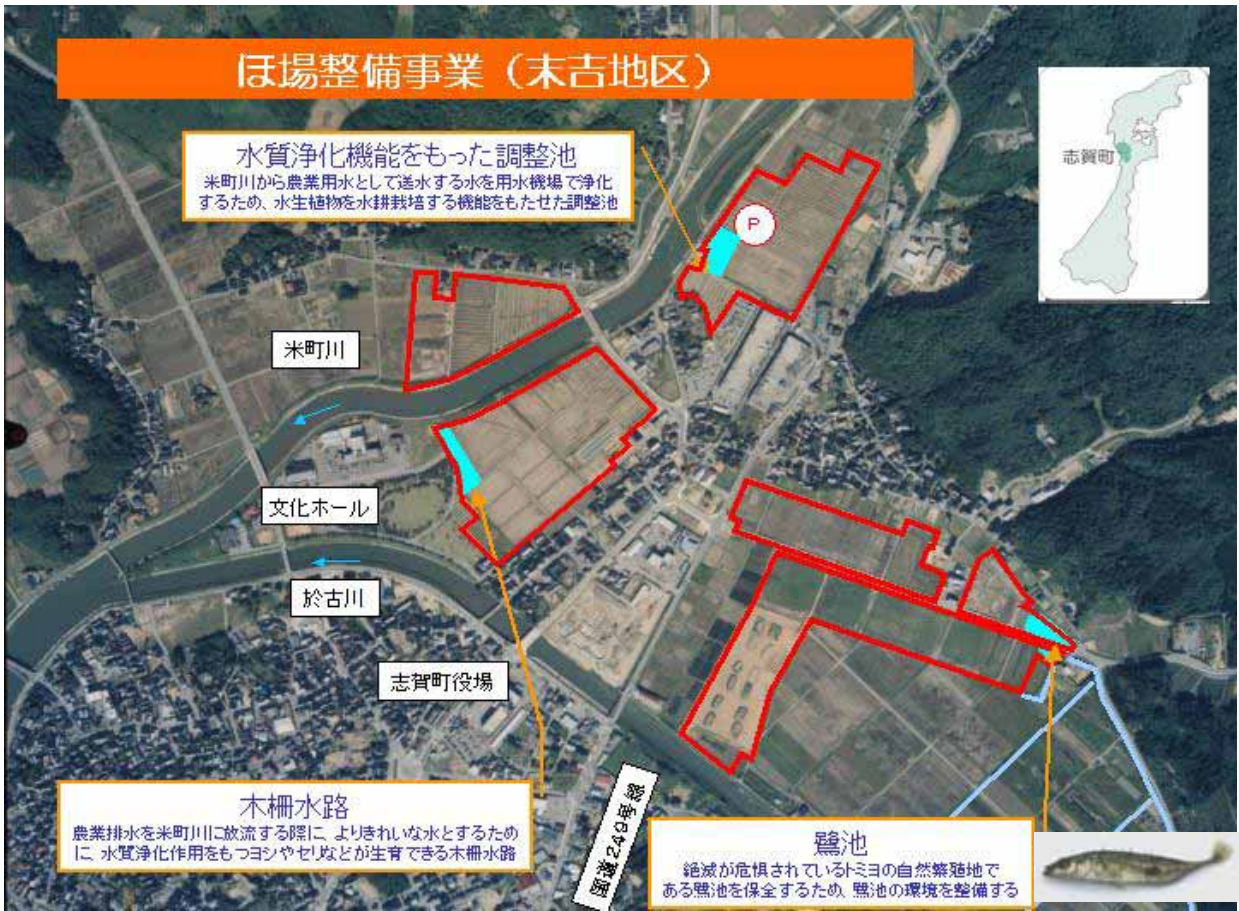 ほ場整備事業（末吉地区）
水質浄化機能をもった調整池
米町川から農業用水として送水する水を用水機場で浄化
するため、水生植物を水耕栽培する機能をもたせた調整池
志賀町
P
米町川
文化ホール
於古川
志賀町役場
木柵水路
農業排水を米町川に放流する際に、よりきれいな水とするため
に、水質浄化作用をもつヨシやセリなどが生育できる木柵水路
国道249号線
鷺池
絶滅が危惧されているトミヨの自然繁殖地で
ある鷺池を保全するため、鷺池の環境を整備する